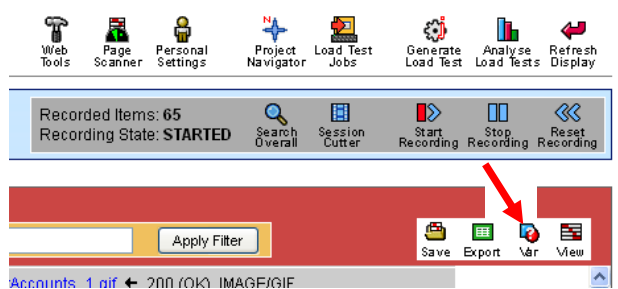 Web Tools
Page Scanner
Personal Settings
Project Navigator
Load Test Jobs
Generate Load Test
Analyse Load Tests
Refresh Display
Recorded Items: 65
Recording State: STARTED
Search Overall
Session Cutter
Start Recording
Stop Recording
Reset Recording
Apply Filter
Save
Export
Var
View
Accounts_1.gif ← 200 (OK) IMAGE/GIF